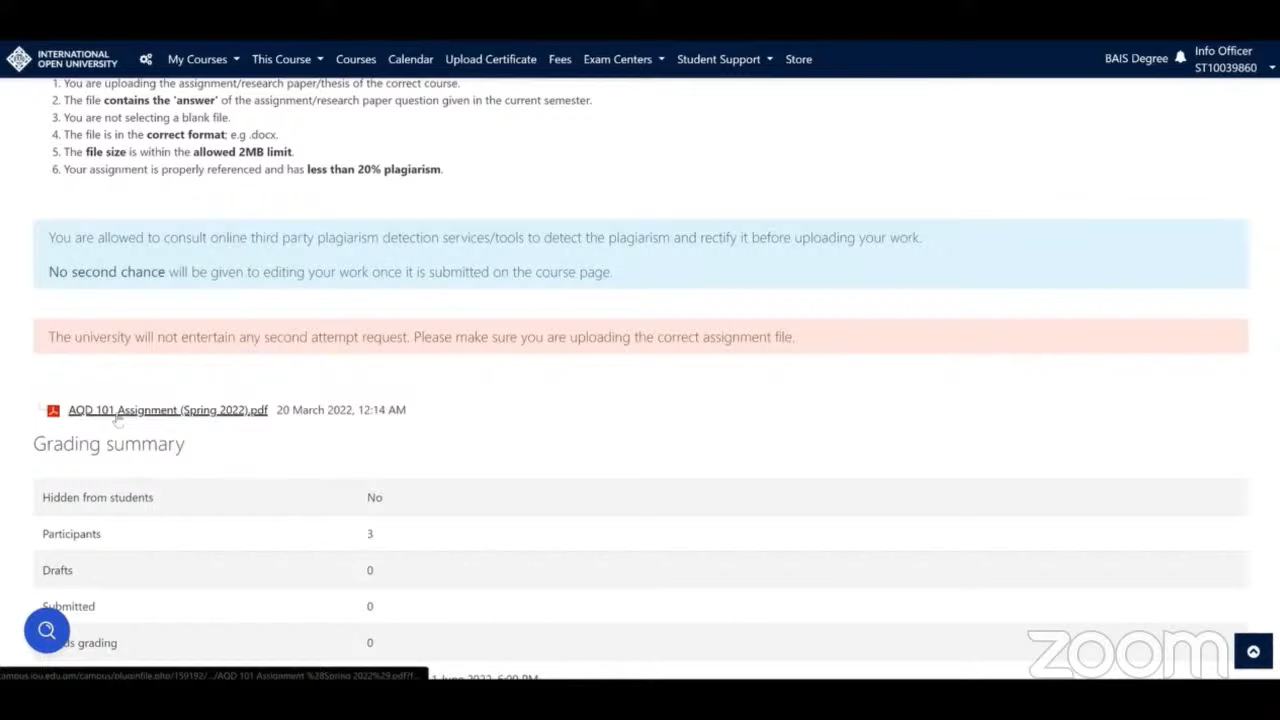 INTERNATIONAL
OPEN UNIVERSITY
My Courses This Course Courses Calendar Upload Certificate Fees Exam Centers Student Support Store
BAIS Degree
Info Officer
ST10039860
1. You are uploading the assignment/research paper/thesis of the correct course.
2. The file contains the 'answer' of the assignment/research paper question given in the current semester.
3. You are not selecting a blank file.
4. The file is in the correct format; e.g .docx.
5. The file size is within the allowed 2MB limit.
6. Your assignment is properly referenced and has less than 20% plagiarism.
You are allowed to consult online third party plagiarism detection services/tools to detect the plagiarism and rectify it before uploading your work.
No second chance will be given to editing your work once it is submitted on the course page.
The university will not entertain any second attempt request. Please make sure you are uploading the correct assignment file.
AQD 101 Assignment (Spring 2022).pdf 20 March 2022, 12:14 AM
Grading summary
Hidden from students No
Participants 3
Drafts 0
Submitted 0
grading 0
zoom